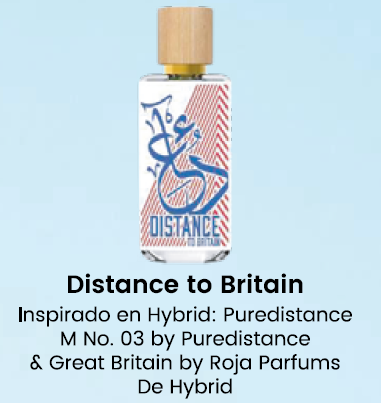 DISTANCE
TO BRITAIN
Distance to Britain
Inspirado en Hybrid: Puredistance
M No. 03 by Puredistance
& Great Britain by Roja Parfums
De Hybrid